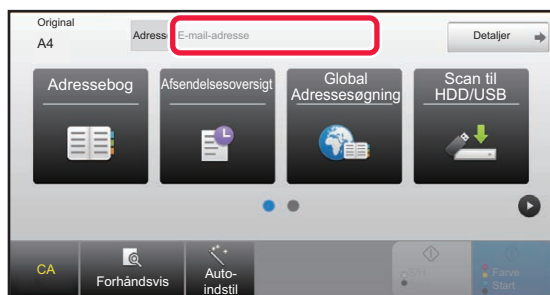 Original
A4
Adress
E-mail-adresse
Detaljer
Adressebog
Afsendelsesoversigt
Global
Adressesøgning
Scan til
HDD/USB
CA
Forhåndsvis
Auto-
indstil
Farve
Start